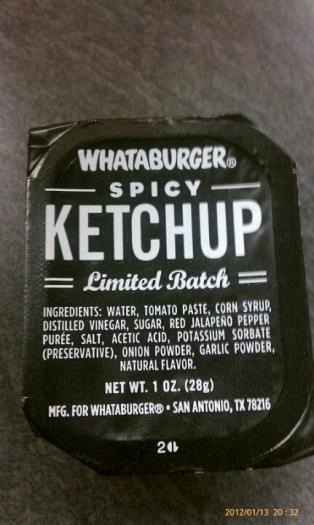 WHATABURGER®
SPICY
KETCHUP
Limited Batch
INGREDIENTS: WATER, TOMATO PASTE, CORN SYRUP,
DISTILLED VINEGAR, SUGAR, RED JALAPEÑO PEPPER
PURÉE, SALT, ACETIC ACID, POTASSIUM SORBATE
(PRESERVATIVE), ONION POWDER, GARLIC POWDER,
NATURAL FLAVOR.
NET WT. 1 OZ. (28g)
MFG. FOR WHATABURGER® • SAN ANTONIO, TX 78216
2
2012/01/13 20:32